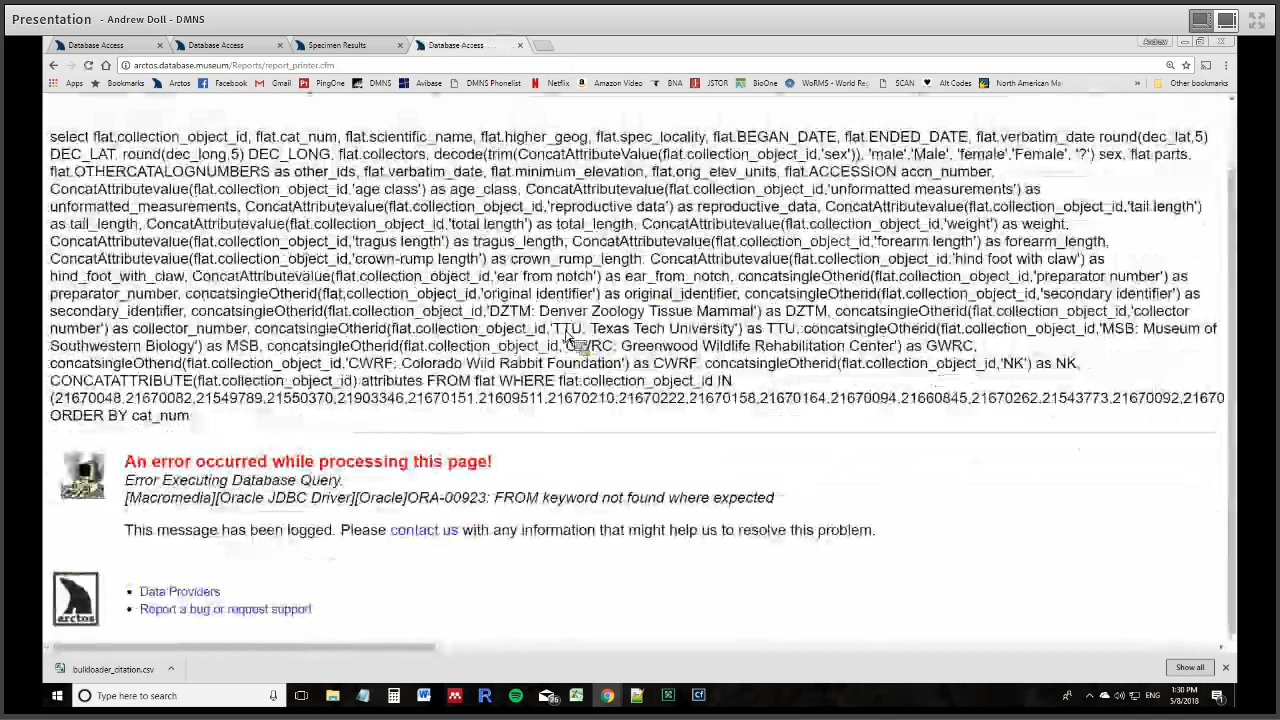 Presentation - Andrew Doll - DMNS
Database Access
Database Access
Specimen Results
Database Access
Andrew
arctos.database.museum/Reports/report_printer.cfm
Apps Bookmarks Arctos Facebook Gmail PingOne DMNS Avibase DMNS Phonelist Netflix Amazon Video Research JSTOR BioOne WoRMS - World Re SCAN Alt Codes North American Ma » Other bookmarks
select flat.collection_object_id, flat.cat_num, flat.scientific_name, flat.higher_geog, flat.spec_locality, flat.BEGAN_DATE, flat.ENDED_DATE, flat.verbatim_date round(dec_lat,5)
DEC_LAT, round(dec_long,5) DEC_LONG, flat.collectors, decode(trim(ConcatAttributeValue(flat.collection_object_id,'sex')), 'male','Male', 'female','Female', '?') sex, flat.parts,
flat.OTHERCATALOGNUMBERS as other_ids, flat.verbatim_date, flat.minimum_elevation, flat.orig_elev_units, flat.ACCESSION accn_number,
ConcatAttributevalue(flat.collection_object_id,'age class') as age_class, ConcatAttributevalue(flat.collection_object_id,'unformatted measurements') as
unformatted_measurements, ConcatAttributevalue(flat.collection_object_id,'reproductive data') as reproductive_data, ConcatAttributevalue(flat.collection_object_id,'tail length')
as tail_length, ConcatAttributevalue(flat.collection_object_id,'total length') as total_length, ConcatAttributevalue(flat.collection_object_id,'weight') as weight,
ConcatAttributevalue(flat.collection_object_id,'tragus length') as tragus_length, ConcatAttributevalue(flat.collection_object_id,'forearm length') as forearm_length,
ConcatAttributevalue(flat.collection_object_id,'crown-rump length') as crown_rump_length, ConcatAttributevalue(flat.collection_object_id,'hind foot with claw') as
hind_foot_with_claw, ConcatAttributevalue(flat.collection_object_id,'ear from notch') as ear_from_notch, concatsingleOtherid(flat.collection_object_id,'preparator number') as
preparator_number, concatsingleOtherid(flat.collection_object_id,'original identifier') as original_identifier, concatsingleOtherid(flat.collection_object_id,'secondary identifier') as
secondary_identifier, concatsingleOtherid(flat.collection_object_id,'DZTM: Denver Zoology Tissue Mammal') as DZTM, concatsingleOtherid(flat.collection_object_id,'collector
number') as collector_number, concatsingleOtherid(flat.collection_object_id,'TTU: Texas Tech University') as TTU, concatsingleOtherid(flat.collection_object_id,'MSB: Museum of
Southwestern Biology') as MSB, concatsingleOtherid(flat.collection_object_id, Greenwood Wildlife Rehabilitation Center') as GWRC,
concatsingleOtherid(flat.collection_object_id,'CWRF: Colorado Wild Rabbit Foundation') as CWRF, concatsingleOtherid(flat.collection_object_id,'NK') as NK,
CONCATATTRIBUTE(flat.collection_object_id) attributes FROM flat WHERE flat.collection_object_id IN
(21670048,21670082,21549789,21550370,21903346,21670151,21609511,21670210,21670222,21670158,21670164,21670094,21660845,21670262,21543773,21670092,21670
ORDER BY cat_num
An error occurred while processing this page!
Error Executing Database Query.
[Macromedia][Oracle JDBC Driver][Oracle]ORA-00923: FROM keyword not found where expected
This message has been logged. Please contact us with any information that might help us to resolve this problem.
arctos
• Data Providers
• Report a bug or request support
bulkloader_citation.csv
Show all
Type here to search
26
ENG
1:30 PM
5/8/2018